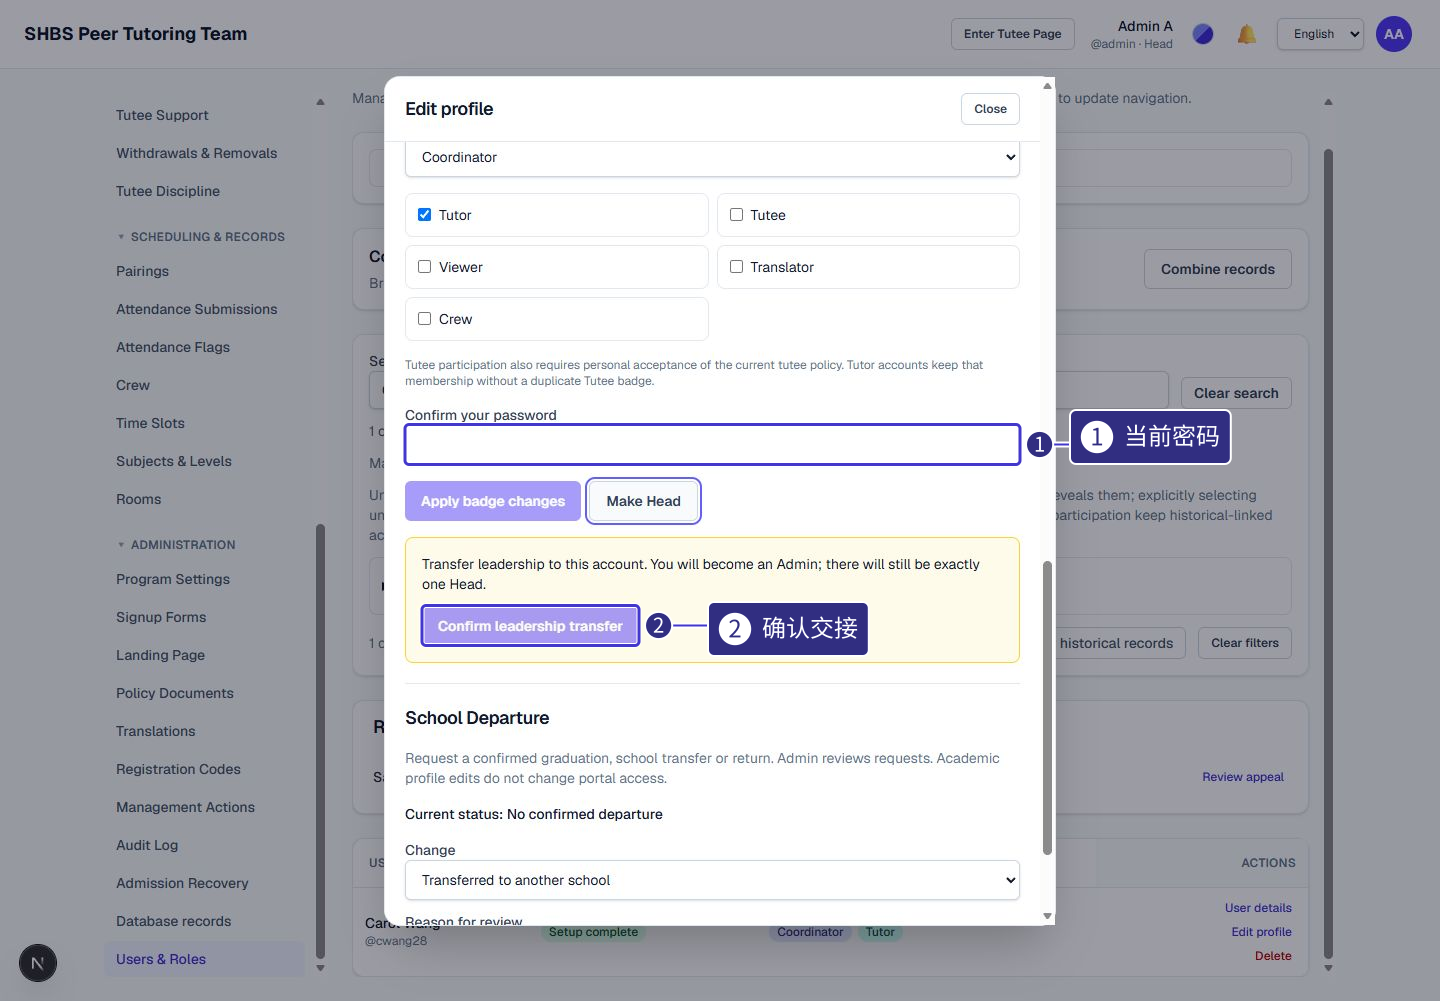 SHBS Peer Tutoring Team
Enter Tutee Page
Admin A
@admin · Head
English
AA
Tutee Support
Withdrawals & Removals
Tutee Discipline
SCHEDULING & RECORDS
Pairings
Attendance Submissions
Attendance Flags
Crew
Time Slots
Subjects & Levels
Rooms
ADMINISTRATION
Program Settings
Signup Forms
Landing Page
Policy Documents
Translations
Registration Codes
Management Actions
Audit Log
Admission Recovery
Database records
Users & Roles
N
to update navigation.
Combine records
Clear search
eveals them; explicitly selecting
participation keep historical-linked
historical records
Clear filters
Review appeal
ACTIONS
Carol Wang
@cwang28
Setup complete
Coordinator
Tutor
User details
Edit profile
Delete
Edit profile
Close
Coordinator
Tutor
Tutee
Viewer
Translator
Crew
Tutee participation also requires personal acceptance of the current tutee policy. Tutor accounts keep that
membership without a duplicate Tutee badge.
Confirm your password
1
1 当前密码
Apply badge changes
Make Head
Transfer leadership to this account. You will become an Admin; there will still be exactly
one Head.
Confirm leadership transfer
2
2 确认交接
School Departure
Request a confirmed graduation, school transfer or return. Admin reviews requests. Academic
profile edits do not change portal access.
Current status: No confirmed departure
Change
Transferred to another school
Reason for review